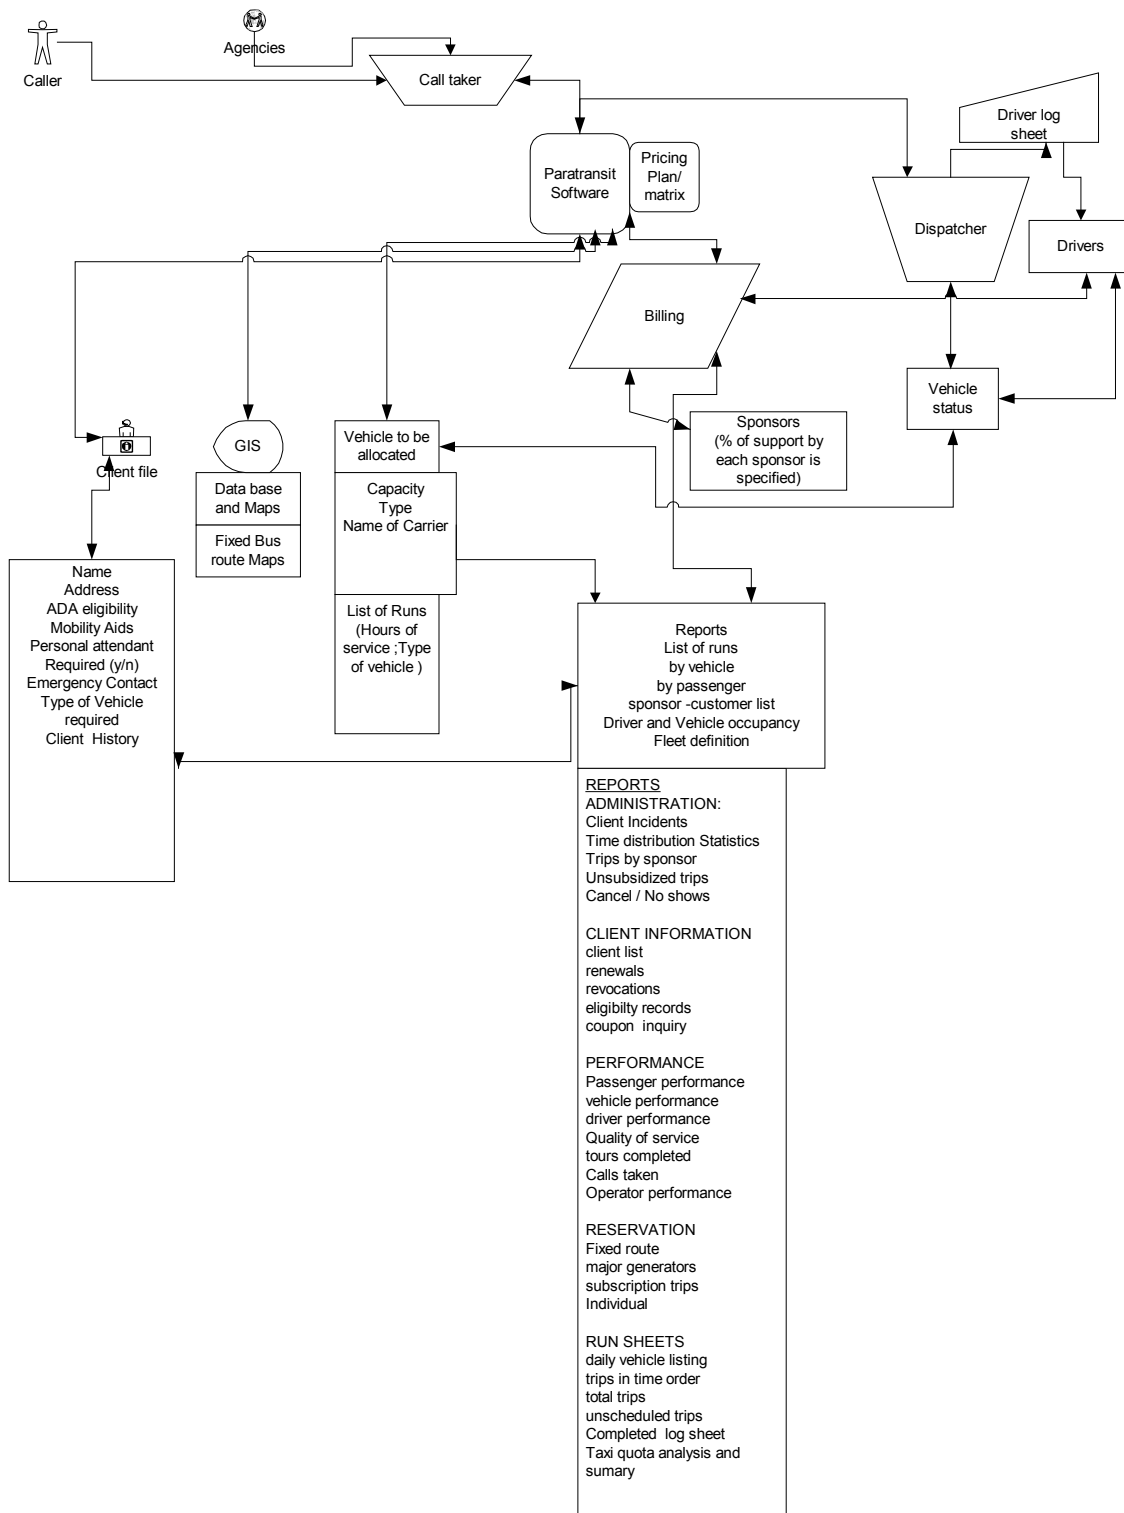 Caller
Agencies
Call taker
Driver log
sheet
Paratransit
Software
Pricing
Plan/
matrix
Dispatcher
Drivers
Billing
Vehicle
status
Client file
GIS
Data base
and Maps
Fixed Bus
route Maps
Vehicle to be
allocated
Capacity
Type
Name of Carrier
List of Runs
(Hours of
service ;Type
of vehicle )
Sponsors
(% of support by
each sponsor is
specified)
Name
Address
ADA eligibility
Mobility Aids
Personal attendant
Required (y/n)
Emergency Contact
Type of Vehicle
required
Client History
Reports
List of runs
by vehicle
by passenger
sponsor -customer list
Driver and Vehicle occupancy
Fleet definition
REPORTS
ADMINISTRATION:
Client Incidents
Time distribution Statistics
Trips by sponsor
Unsubsidized trips
Cancel / No shows
CLIENT INFORMATION
client list
renewals
revocations
eligibilty records
coupon inquiry
PERFORMANCE
Passenger performance
vehicle performance
driver performance
Quality of service
tours completed
Calls taken
Operator performance
RESERVATION
Fixed route
major generators
subscription trips
Individual
RUN SHEETS
daily vehicle listing
trips in time order
total trips
unscheduled trips
Completed log sheet
Taxi quota analysis and
sumary